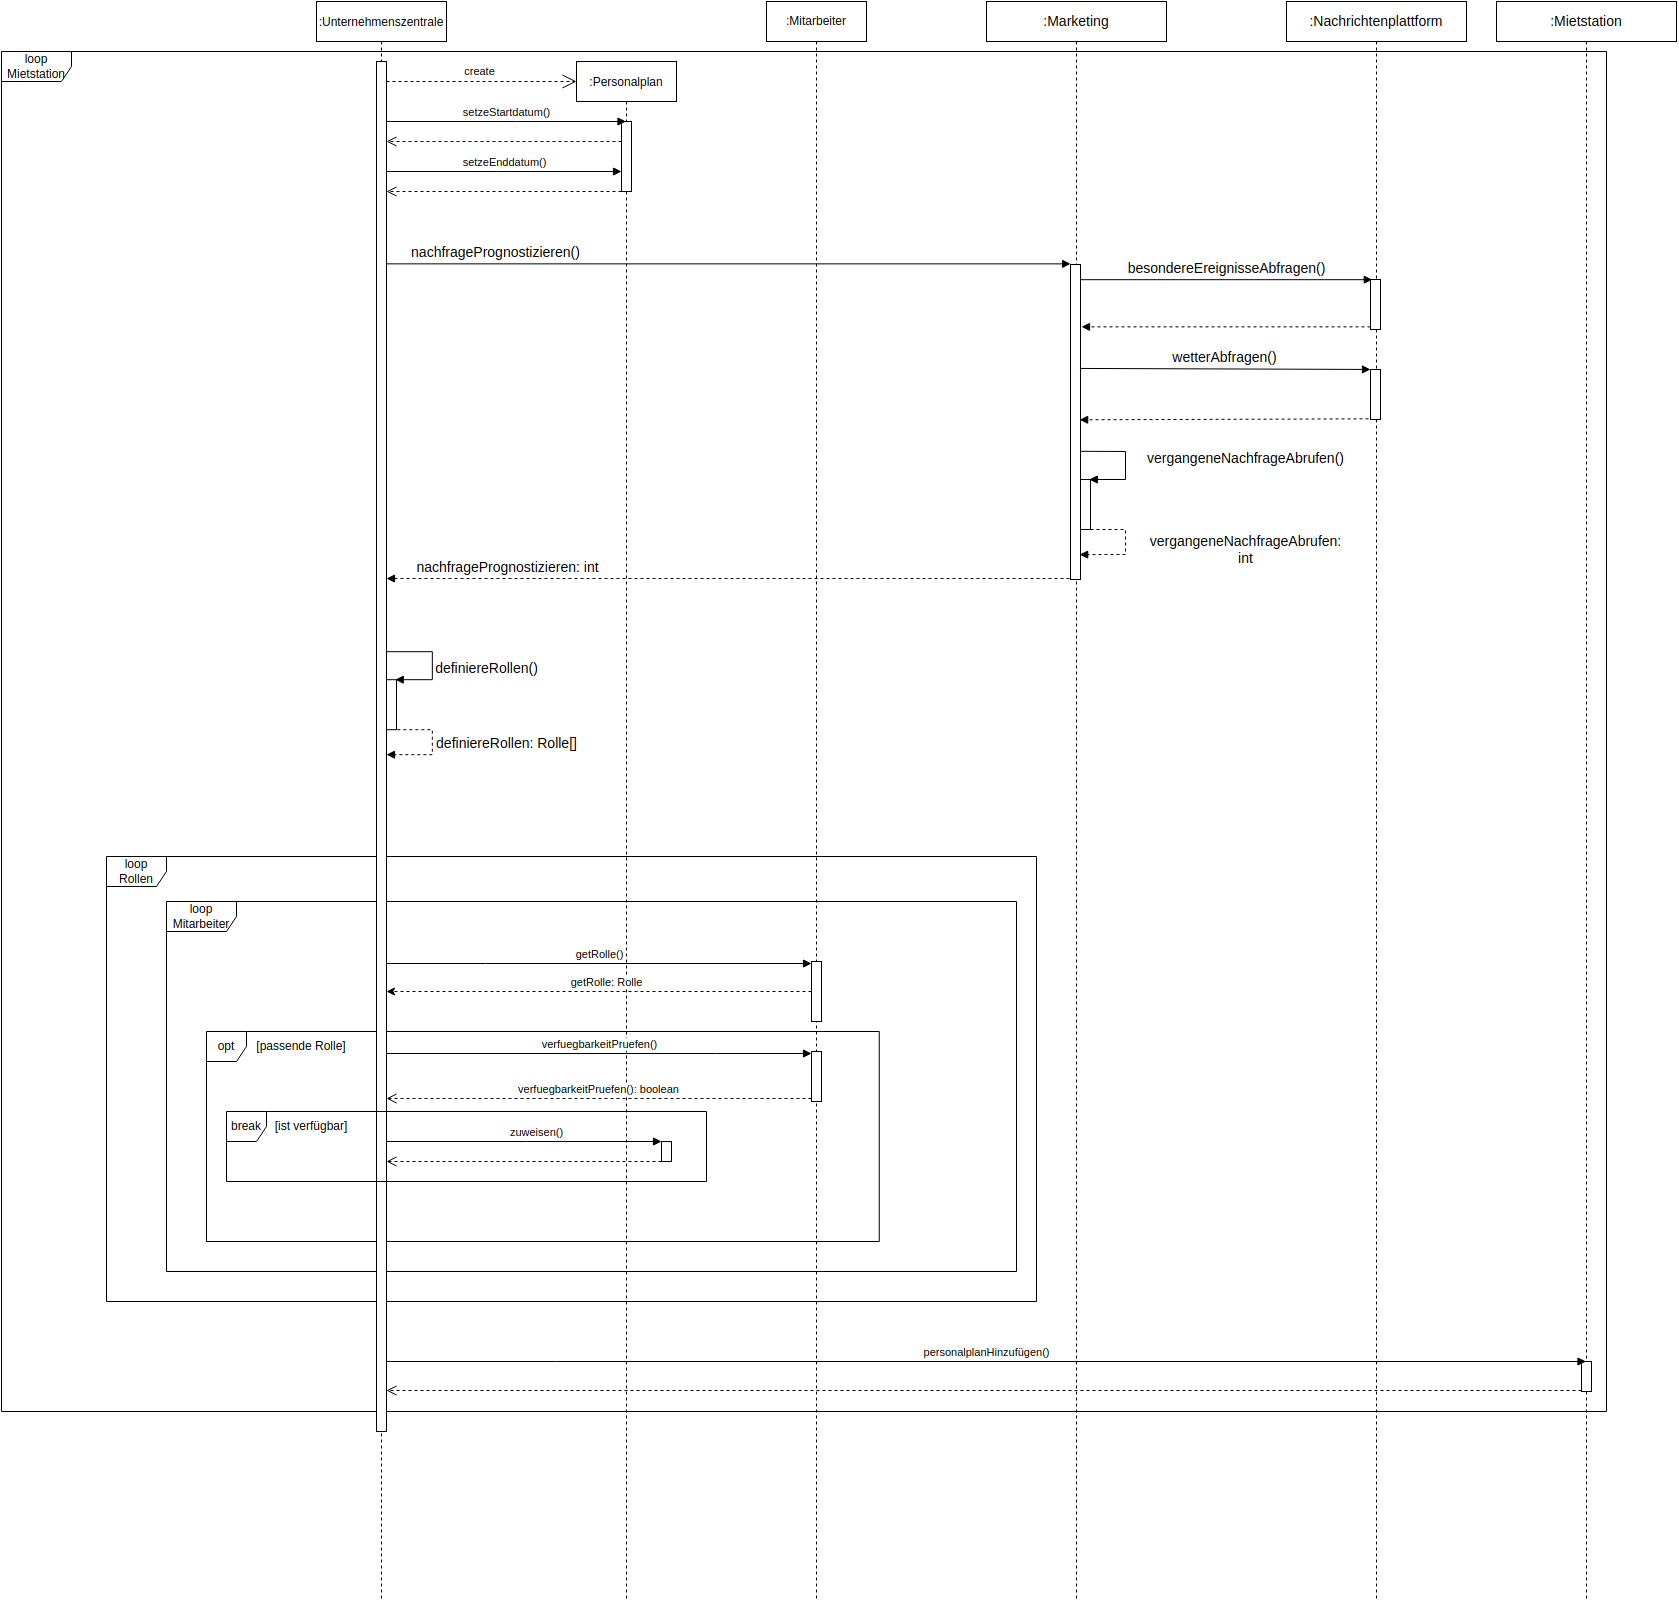 :Unternehmenszentrale
:Mitarbeiter
:Marketing
:Nachrichtenplattform
:Mietstation
loop
Mietstation
create
:Personalplan
setzeStartdatum()
setzeEnddatum()
nachfragePrognostizieren()
besondereEreignisseAbfragen()
wetterAbfragen()
vergangeneNachfrageAbrufen()
vergangeneNachfrageAbrufen:
int
nachfragePrognostizieren: int
definiereRollen()
definiereRollen: Rolle[]
loop
Rollen
loop
Mitarbeiter
getRolle()
getRolle: Rolle
opt
[passende Rolle]
verfuegbarkeitPruefen()
verfuegbarkeitPruefen(): boolean
break
[ist verfügbar]
zuweisen()
personalplanHinzufügen()